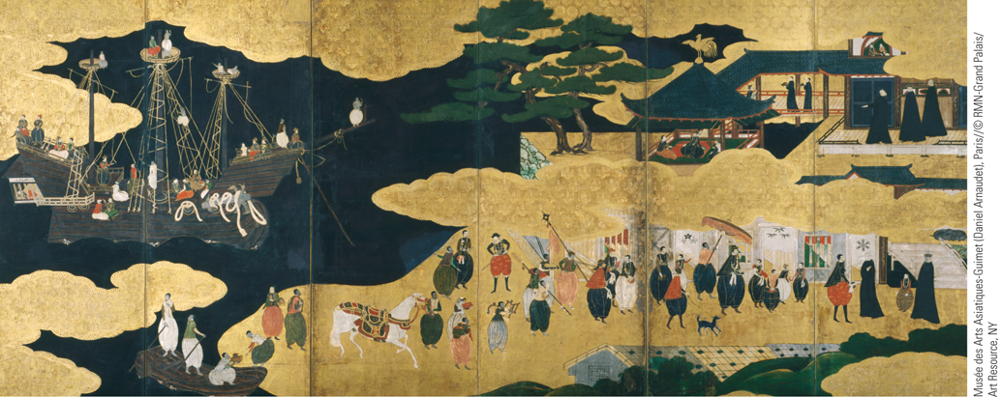 Musée des Arts Asiatiques-Guimet (Daniel Arnaudet), Paris//© RMN-Grand Palais/
Art Resource, NY